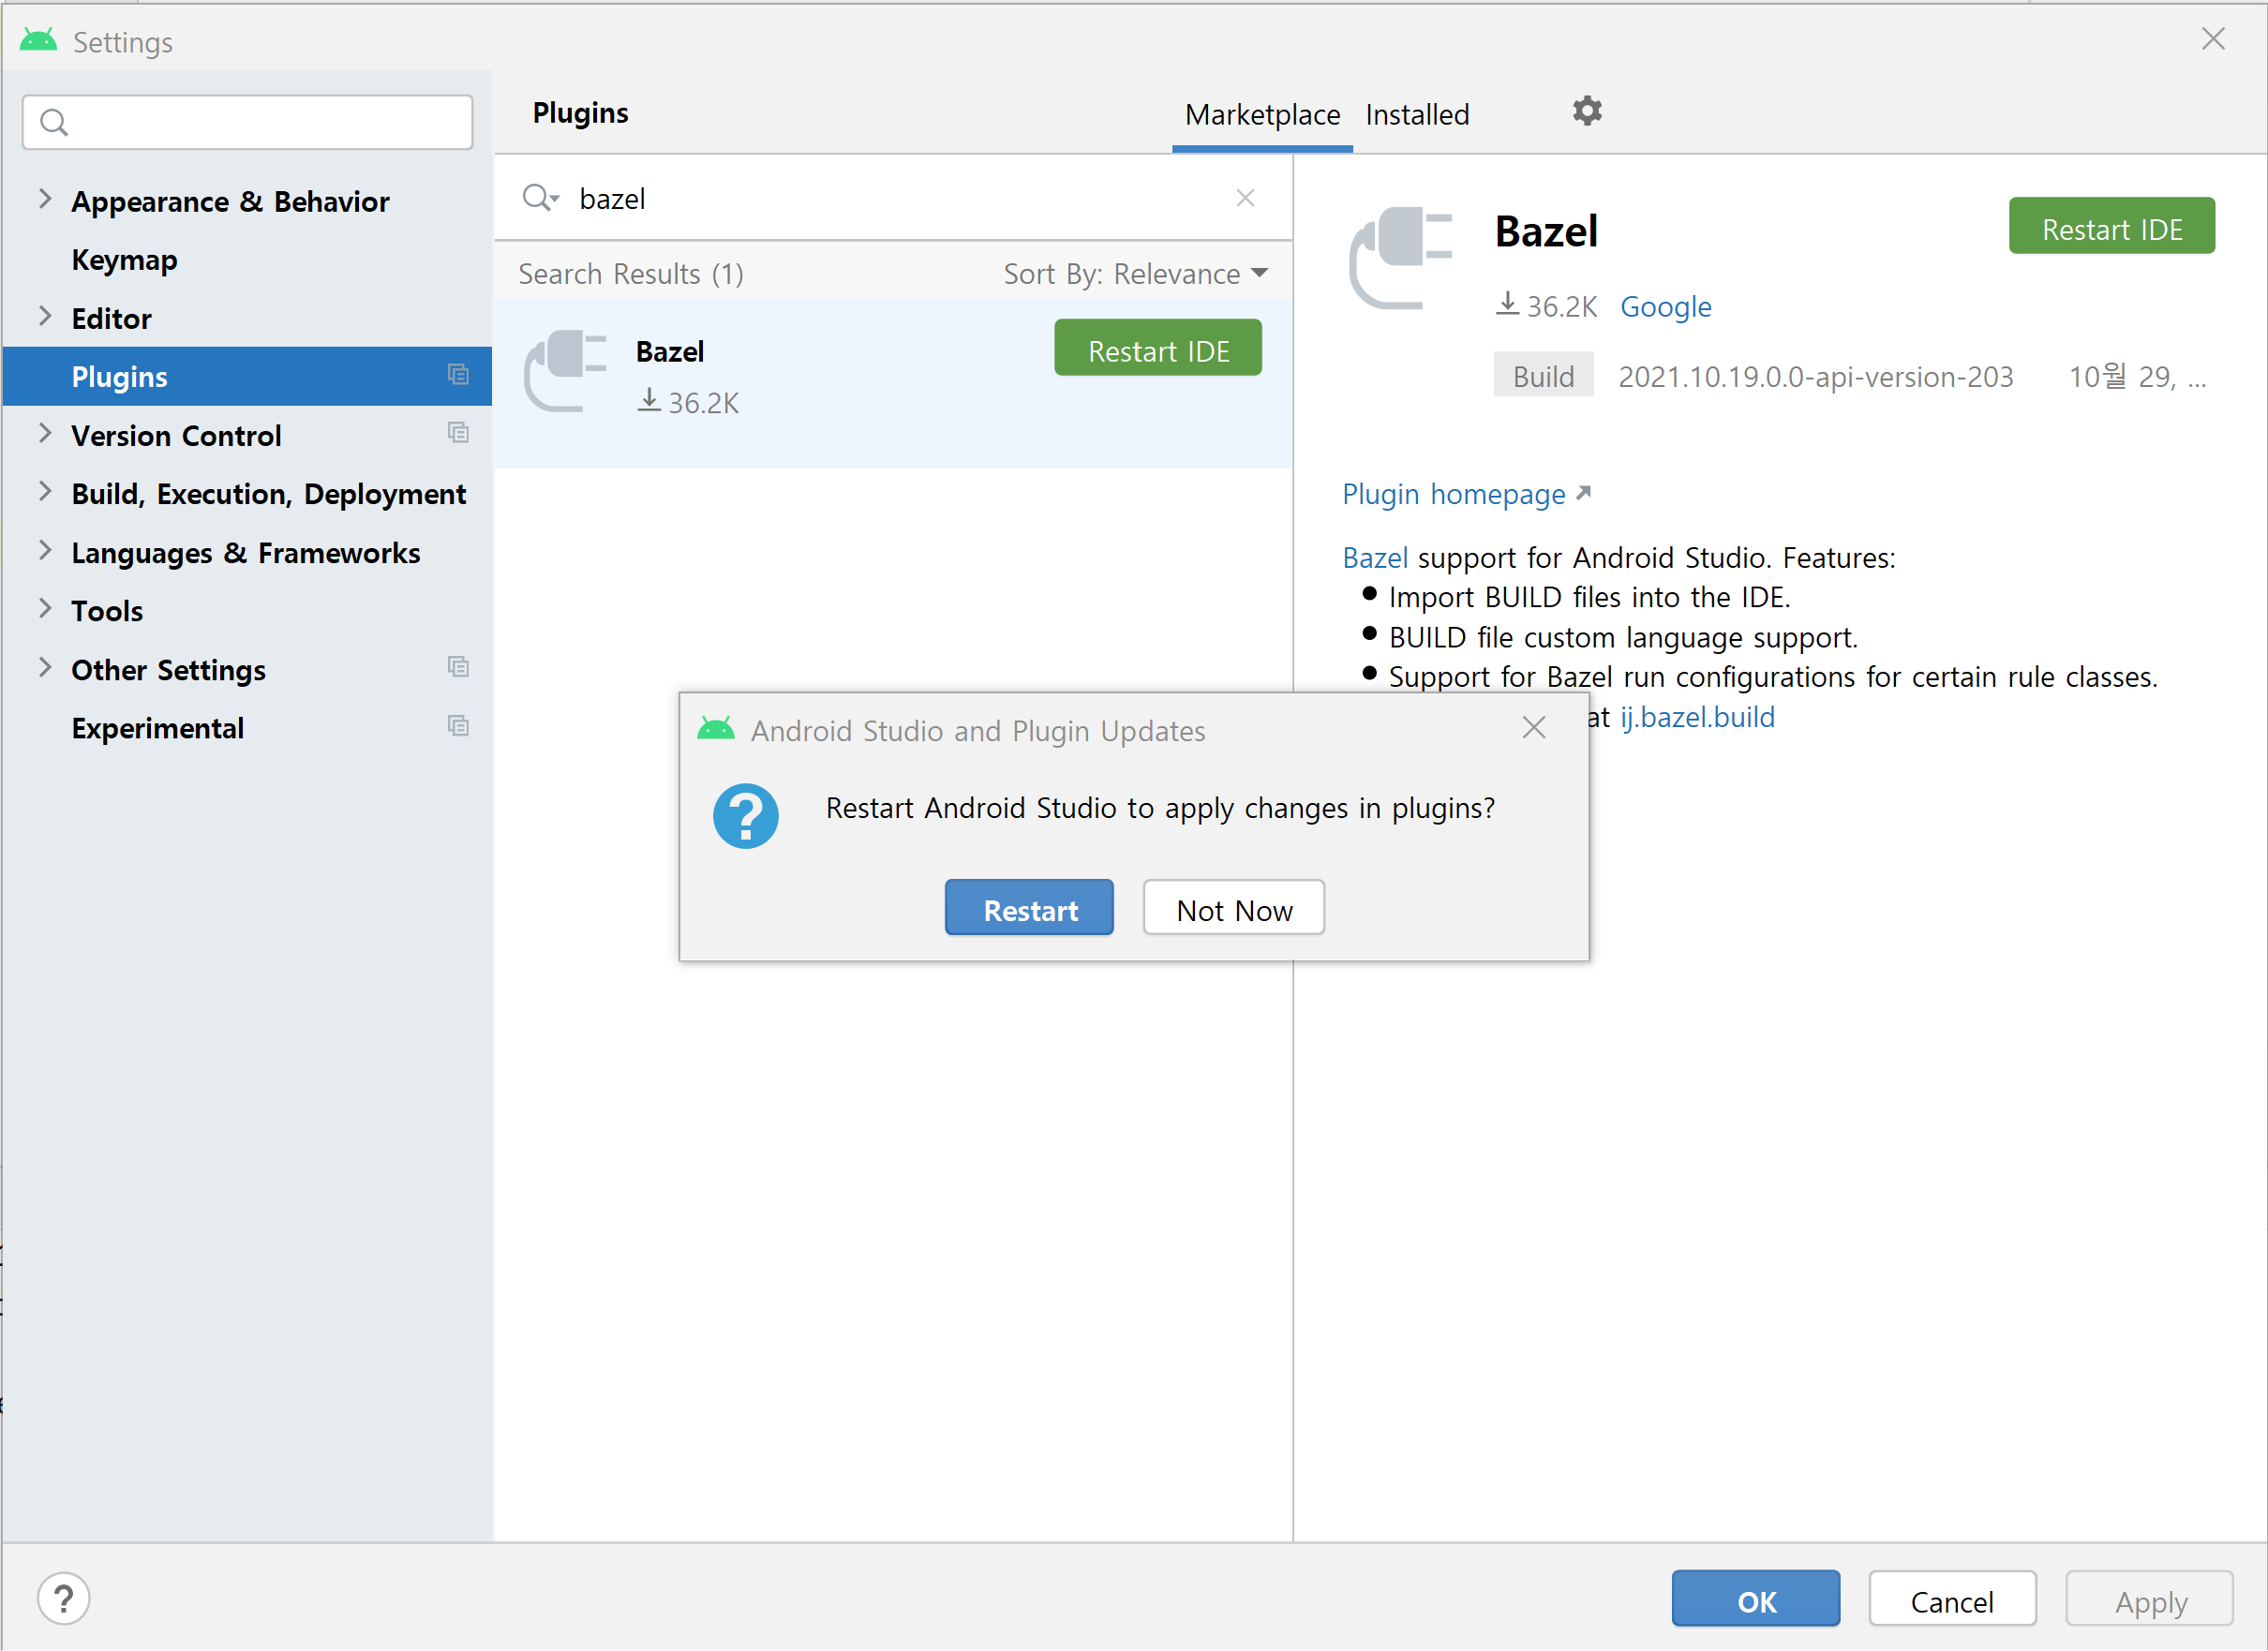 Settings
Plugins
Marketplace
Installed
Appearance & Behavior
Keymap
Editor
Plugins
Version Control
Build, Execution, Deployment
Languages & Frameworks
Tools
Other Settings
Experimental
bazel
Search Results (1)
Sort By: Relevance
Bazel
36.2K
Restart IDE
Bazel
Restart IDE
36.2K Google
Build 2021.10.19.0.0-api-version-203 10월 29, ...
Plugin homepage
Bazel support for Android Studio. Features:
Import BUILD files into the IDE.
BUILD file custom language support.
Support for Bazel run configurations for certain rule classes.
at ij.bazel.build
Android Studio and Plugin Updates
Restart Android Studio to apply changes in plugins?
Restart
Not Now
?
OK
Cancel
Apply